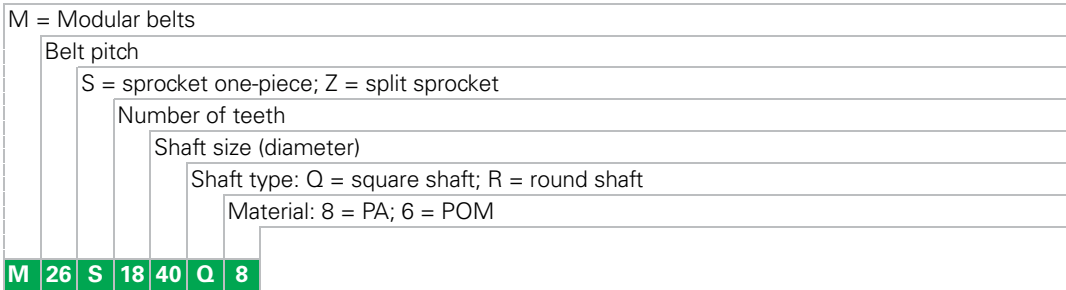 M = Modular belts
Belt pitch
S = sprocket one-piece; Z = split sprocket
Number of teeth
Shaft size (diameter)
Shaft type: Q = square shaft; R = round shaft
Material: 8 = PA; 6 = POM
M 26 S 18 40 Q 8